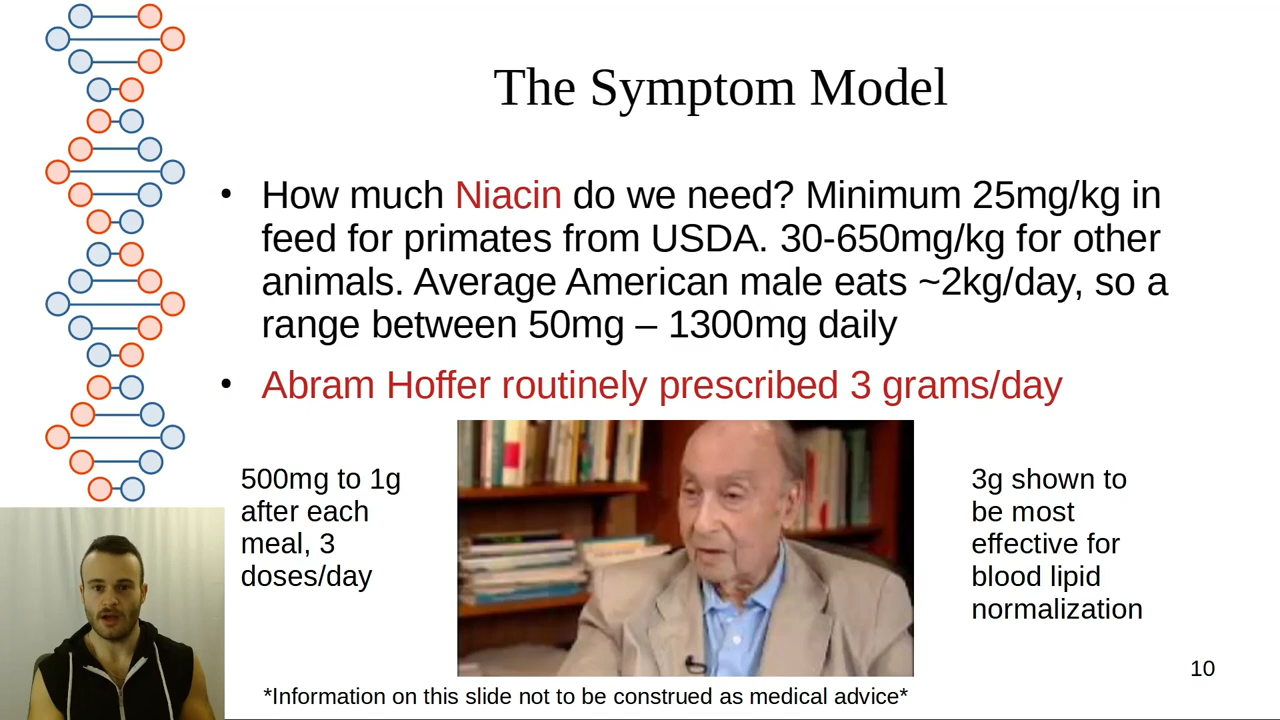 The Symptom Model
• How much Niacin do we need? Minimum 25mg/kg in
feed for primates from USDA. 30-650mg/kg for other
animals. Average American male eats ~2kg/day, so a
range between 50mg – 1300mg daily
• Abram Hoffer routinely prescribed 3 grams/day
500mg to 1g
after each
meal, 3
doses/day
3g shown to
be most
effective for
blood lipid
normalization
10
*Information on this slide not to be construed as medical advice*